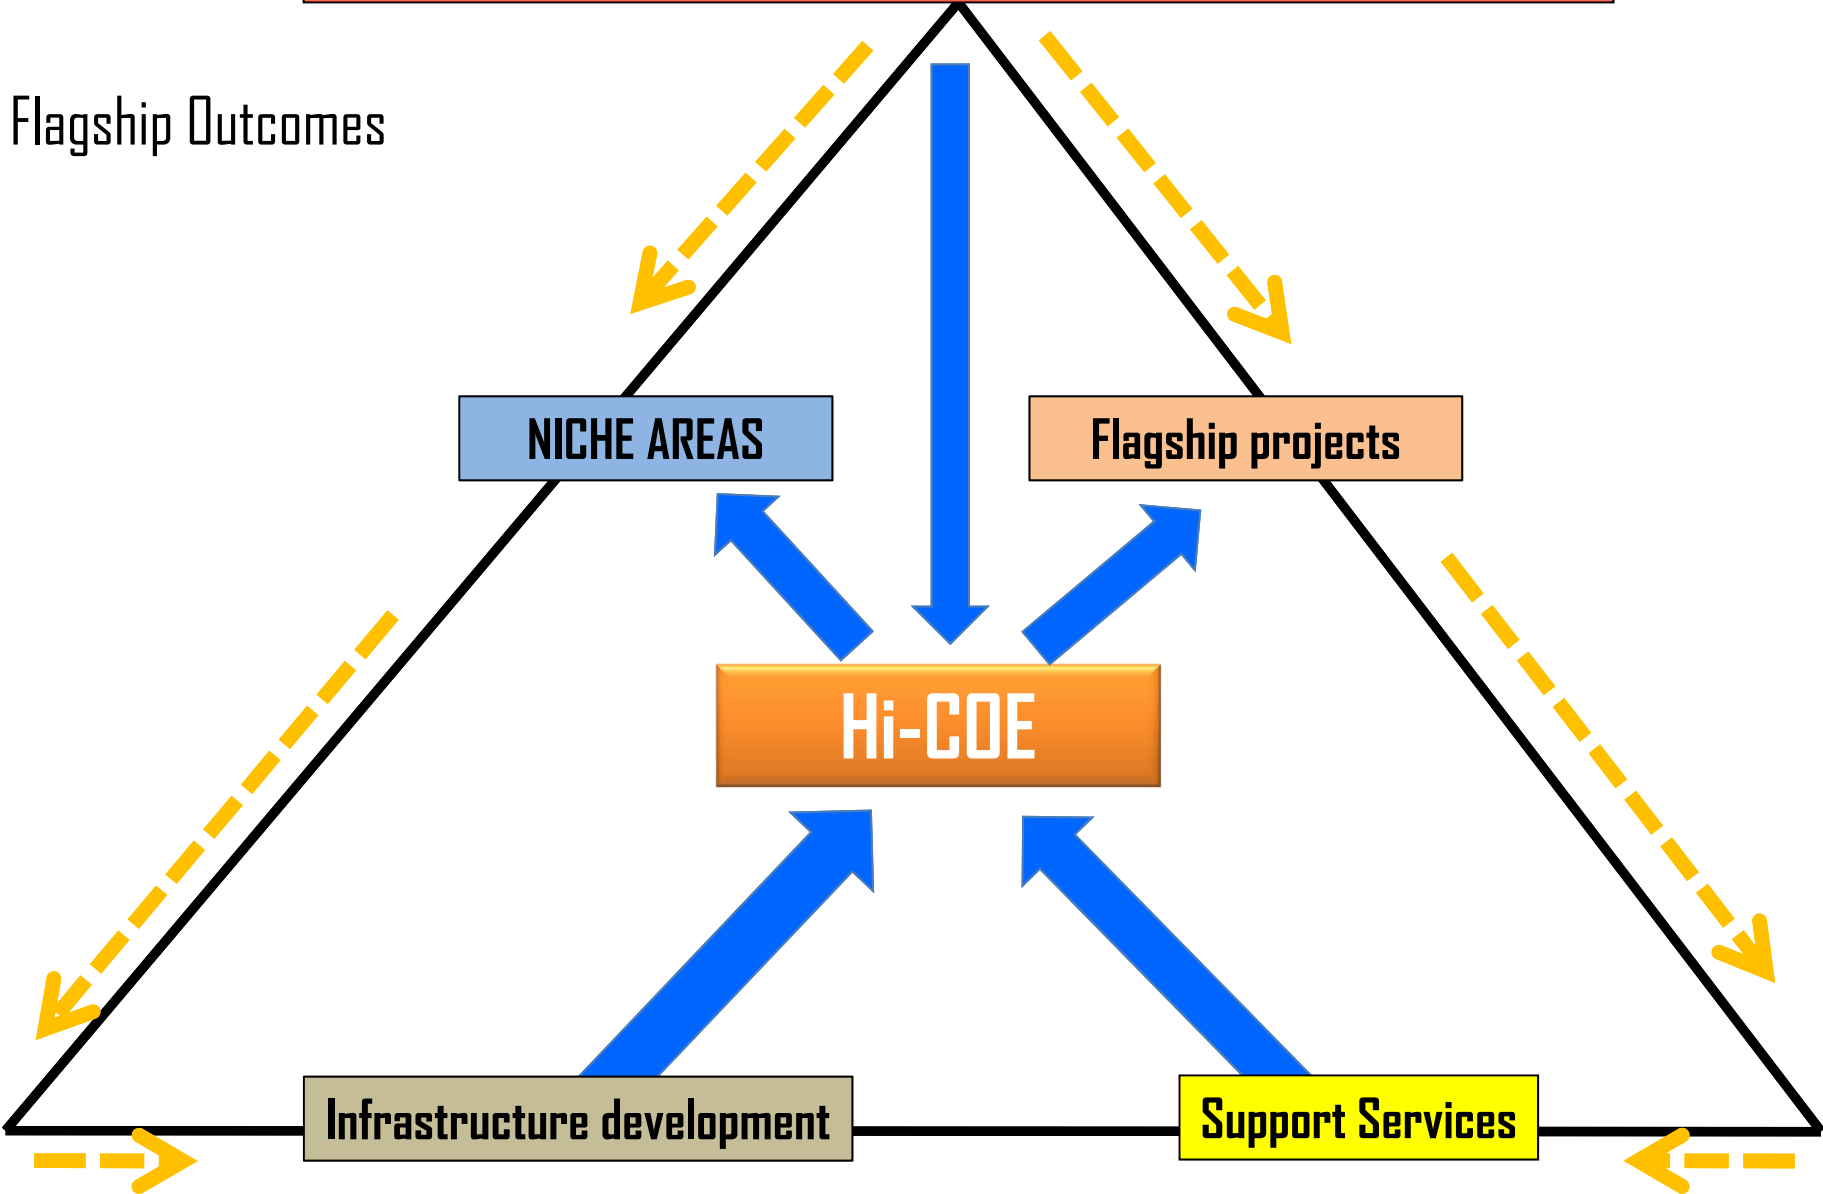 Flagship Outcomes
NICHE AREAS
Flagship projects
Hi-COE
Infrastructure development
Support Services